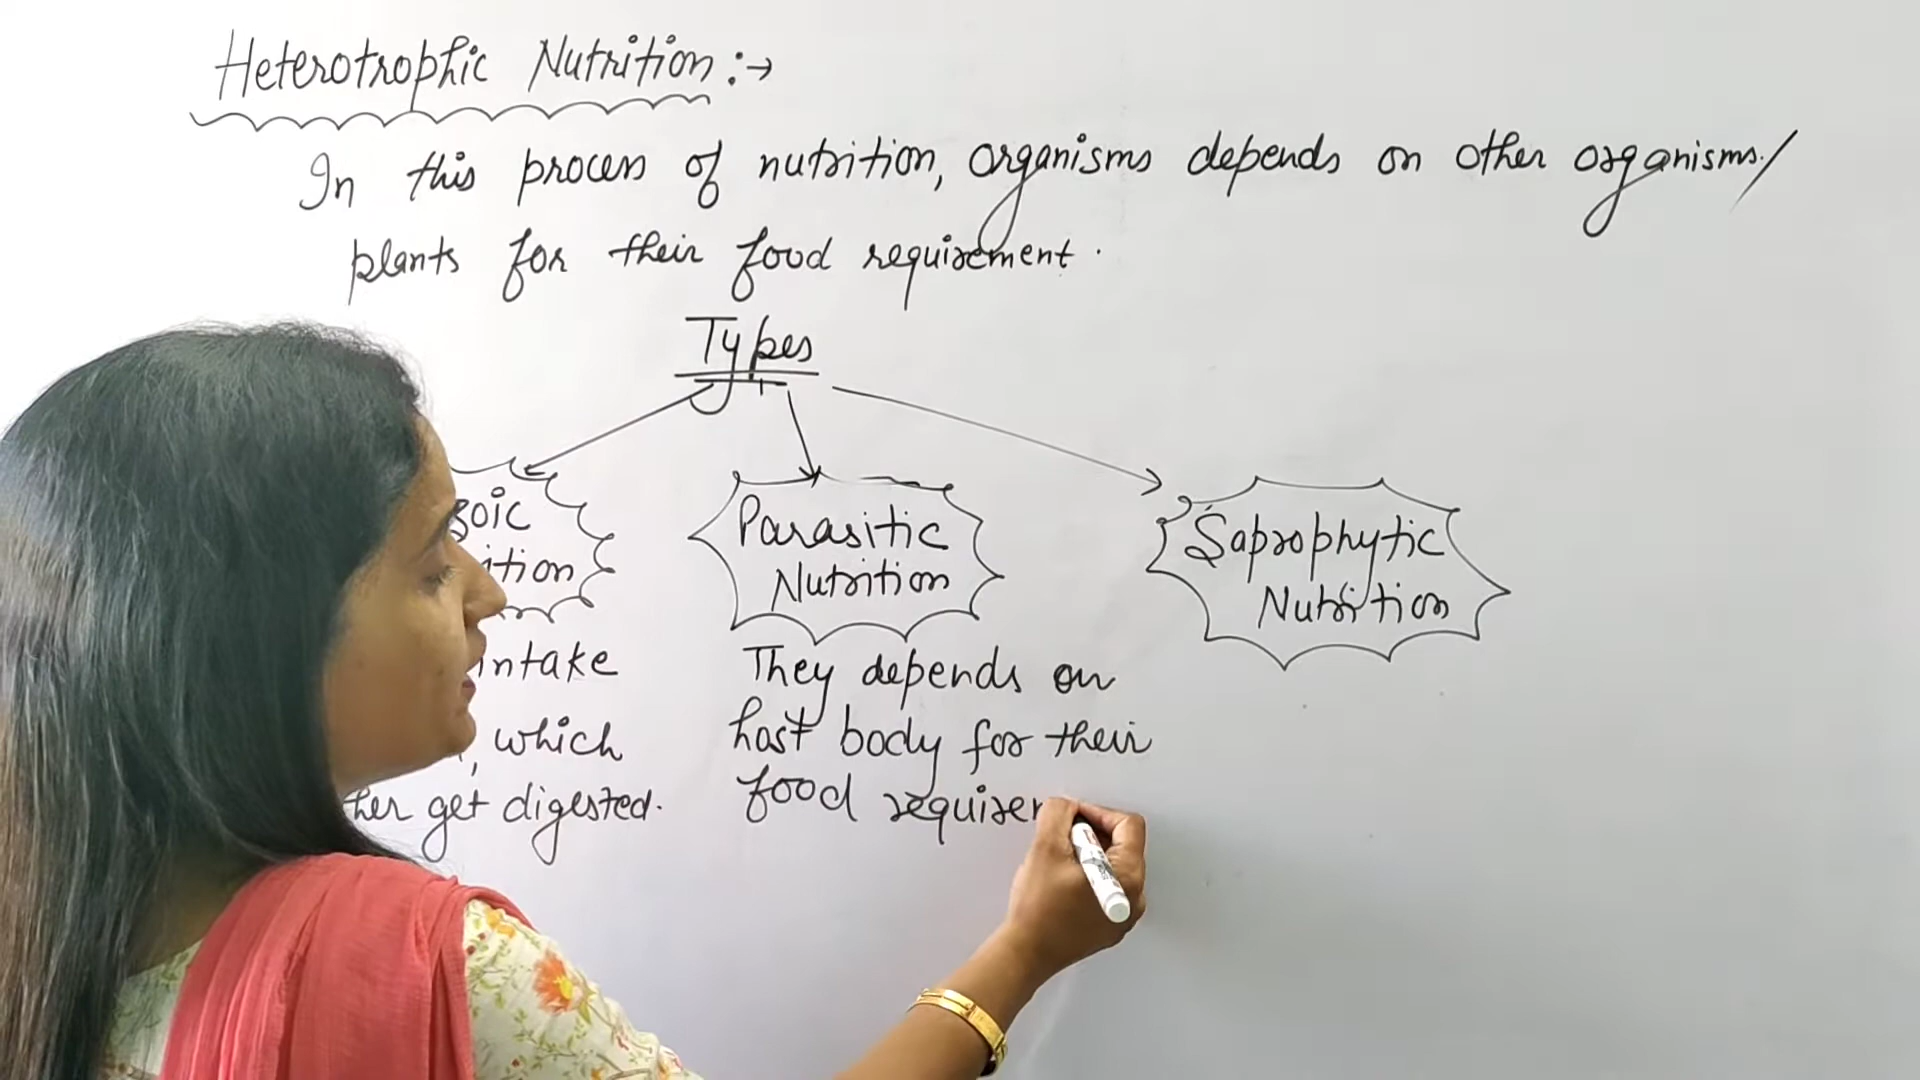 Heterotrophic Nutrition :→
In this process of nutrition, organisms depends on other organisms/
plants for their food requirement.
Types
zoic
ition
Parasitic
Nutrition
Saprophytic
Nutrition
intake
, which
her get digested.
They depends on
host body for their
food requirem